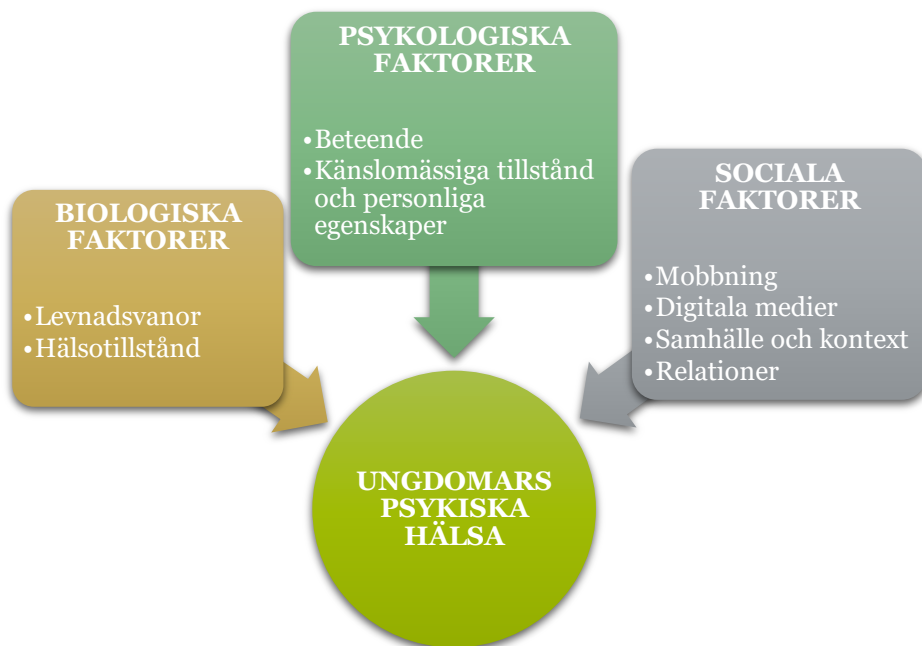 PSYKOLOGISKA
FAKTORER
•Beteende
•Känslomässiga tillstånd
och personliga
egenskaper
BIOLOGISKA
FAKTORER
•Levnadsvanor
•Hälsotillstånd
SOCIALA
FAKTORER
•Mobbning
•Digitala medier
•Samhälle och kontext
•Relationer
UNGDOMARS
PSYKISKA
HÄLSA